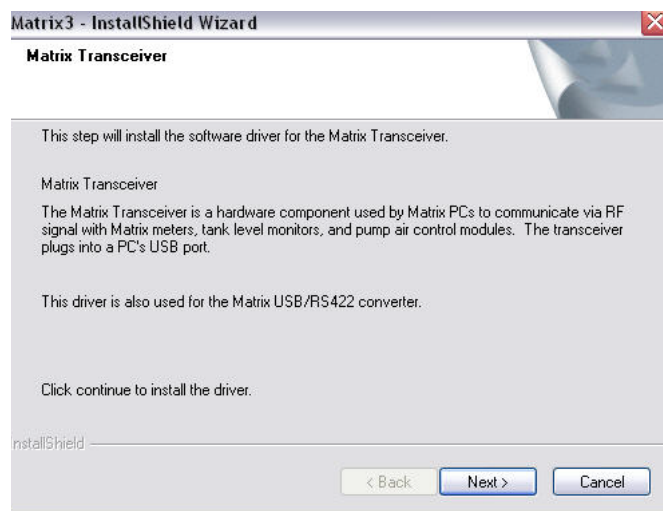 Matrix3 - InstallShield Wizard
Matrix Transceiver
This step will install the software driver for the Matrix Transceiver.
Matrix Transceiver
The Matrix Transceiver is a hardware component used by Matrix PCs to communicate via RF
signal with Matrix meters, tank level monitors, and pump air control modules. The transceiver
plugs into a PC's USB port.
This driver is also used for the Matrix USB/RS422 converter.
Click continue to install the driver.
nstallShield
< Back Next > Cancel